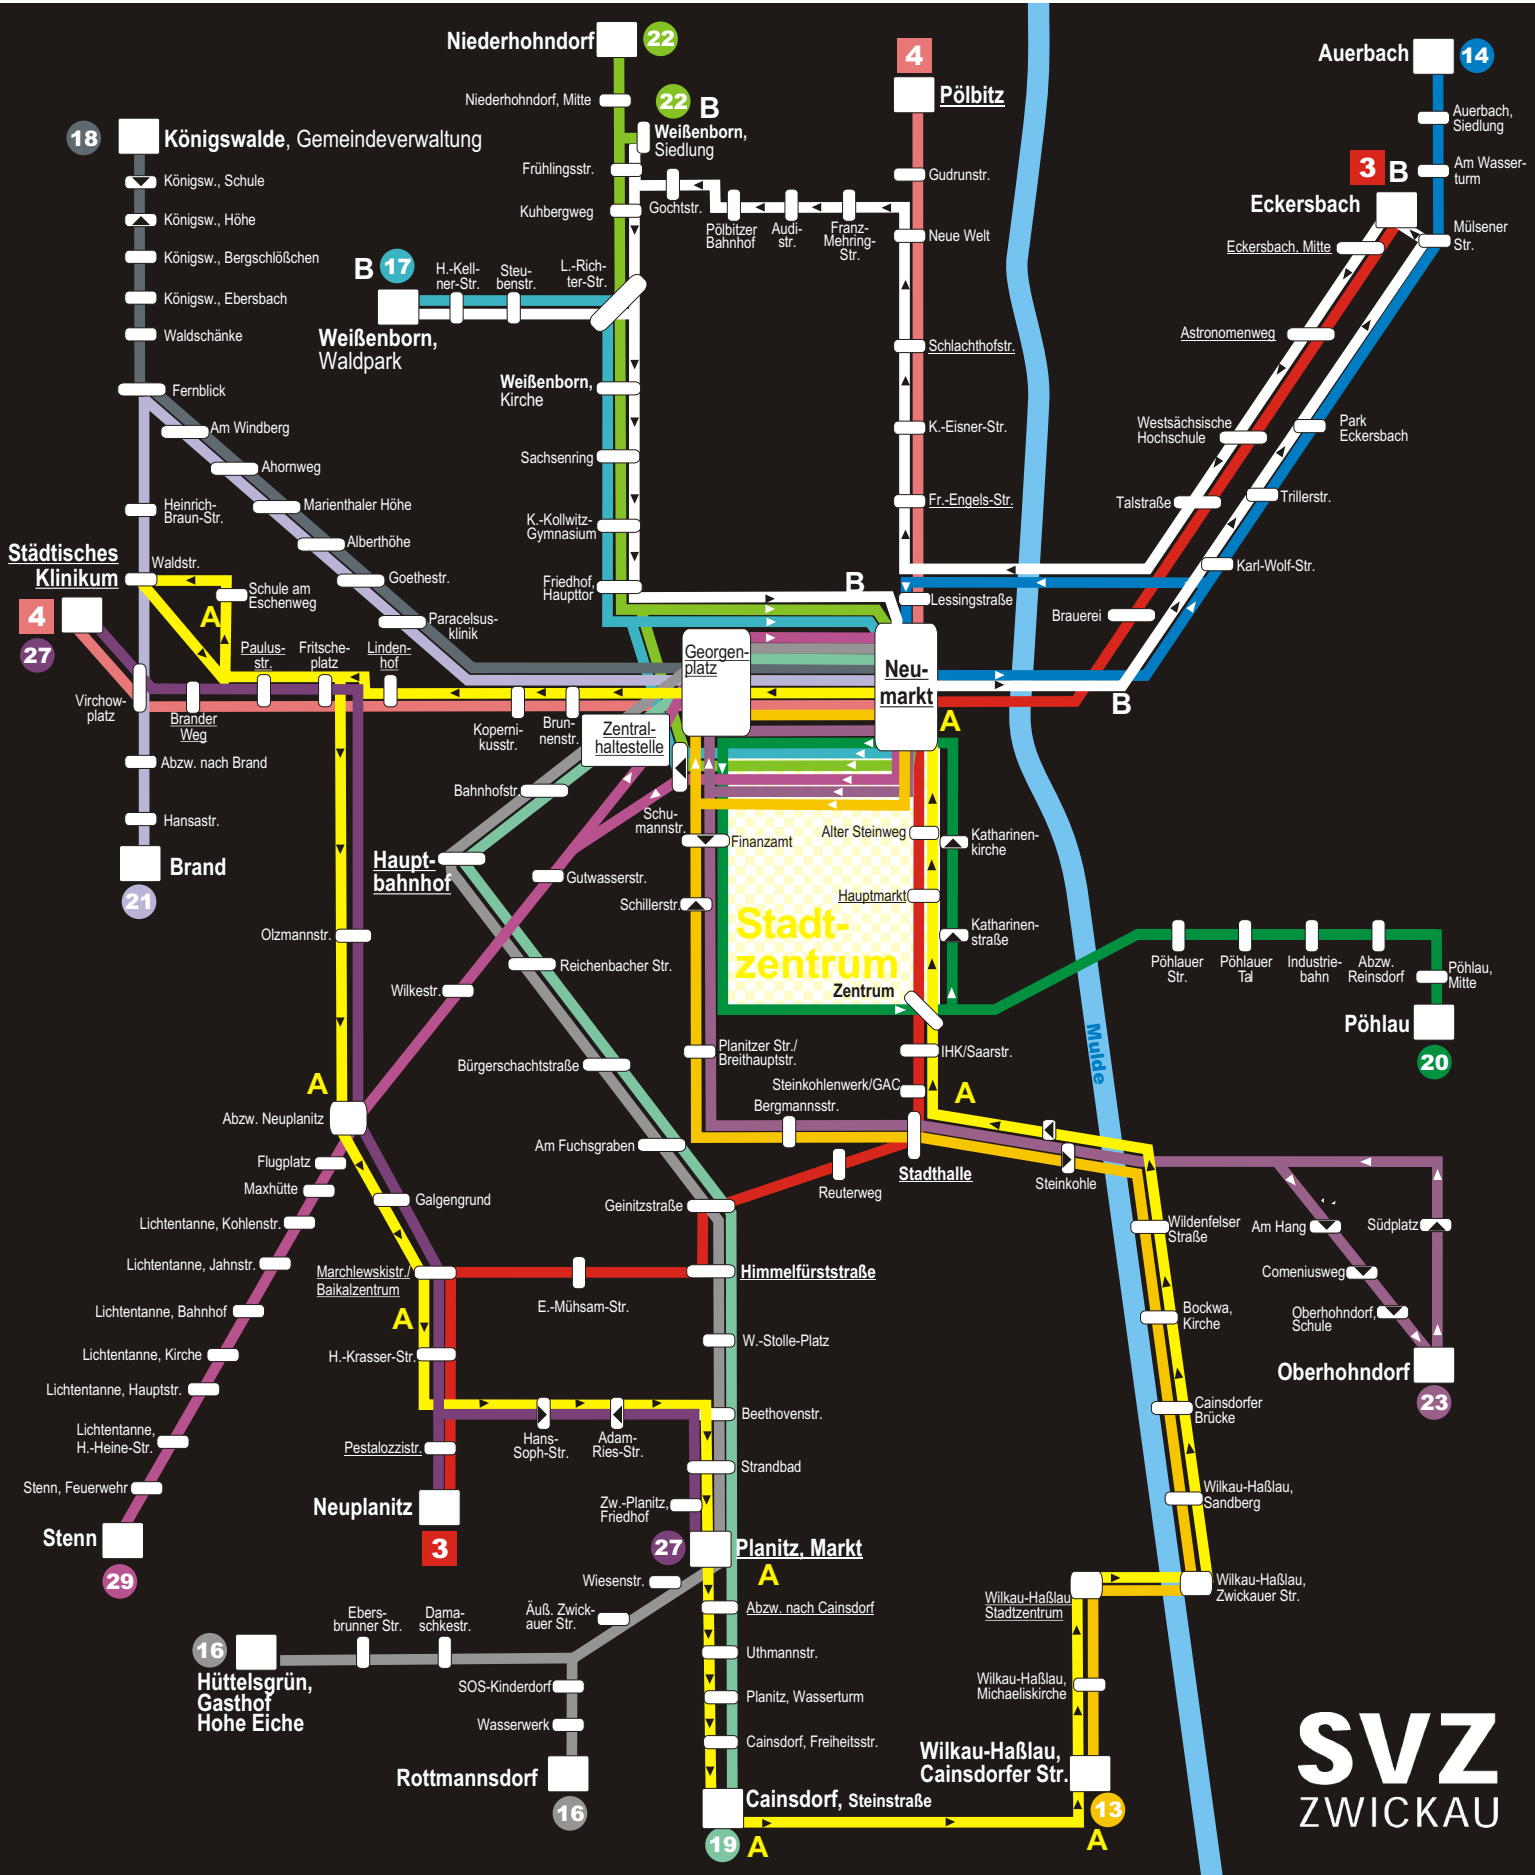 Niederhohndorf
22
4
Pölbitz
Auerbach
14
Niederhohndorf, Mitte
22 B
Weißenborn,
Siedlung
Auerbach,
Siedlung
18
Königswalde, Gemeindeverwaltung
Frühlingsstr.
Gudrunstr.
3 B
Am Wasser-
turm
Königsw., Schule
Eckersbach
Königsw., Höhe
Kuhbergweg
Gochtstr.
Pölbitzer
Bahnhof
Audi-
str.
Franz-
Mehring-
Str.
Neue Welt
Mülsener
Str.
Eckersbach, Mitte
Königsw., Bergschlößchen
B 17
H.-Kell-
ner-Str.
Steu-
benstr.
L.-Rich-
ter-Str.
Königsw., Ebersbach
Waldschänke
Weißenborn,
Waldpark
Astronomenweg
Schlachthofstr.
Fernblick
Weißenborn,
Kirche
Am Windberg
K.-Eisner-Str.
Westsächsische
Hochschule
Park
Eckersbach
Ahornweg
Sachsenring
Heinrich-
Braun-Str.
Marienthaler Höhe
Fr.-Engels-Str.
Talstraße
Trillerstr.
K.-Kollwitz-
Gymnasium
Alberthöhe
Städtisches
Klinikum
Waldstr.
Goethestr.
Friedhof,
Haupttor
B
Karl-Wolf-Str.
4
27
Schule am
Eschenweg
A
Lessingstraße
Brauerei
Paracelsus-
klinik
Paulus-
str.
Fritsche-
platz
Linden-
hof
Georgen-
platz
Neu-
markt
Virchow-
platz
Brander
Weg
Koperni-
kusstr.
Brun-
nenstr.
Zentral-
haltestelle
A
B
Abzw. nach Brand
Bahnhofstr.
Schu-
mannstr.
Hansastr.
Finanzamt
Alter Steinweg
Katharinen-
kirche
Brand
21
Haupt-
bahnhof
Gutwasserstr.
Schillerstr.
Hauptmarkt
Stadt-
zentrum
Katharinen-
straße
Olzmannstr.
Reichenbacher Str.
Pöhlauer
Str.
Pöhlauer
Tal
Industrie-
bahn
Abzw.
Reinsdorf
Pöhlau,
Mitte
Wilkestr.
Zentrum
Pöhlau
20
Mulde
Bürgerschachtstraße
Planitzer Str./
Breithauptstr.
IHK/Saarstr.
A
Steinkohlenwerk/GAC
A
Abzw. Neuplanitz
Bergmannsstr.
Am Fuchsgraben
Flugplatz
Stadthalle
Steinkohle
Maxhütte
Galgengrund
Reuterweg
Geinitzstraße
Lichtentanne, Kohlenstr.
Wildenfelser
Straße
Am Hang
Südplatz
Lichtentanne, Jahnstr.
Marchlewskistr./
Baikalzentrum
Himmelfürststraße
Comeniusweg
Lichtentanne, Bahnhof
A
E.-Mühsam-Str.
Bockwa,
Kirche
Oberhohndorf,
Schule
Lichtentanne, Kirche
H.-Krasser-Str.
W.-Stolle-Platz
Oberhohndorf
23
Lichtentanne, Hauptstr.
Cainsdorfer
Brücke
Lichtentanne,
H.-Heine-Str.
Pestalozzistr.
Hans-
Soph-Str.
Adam-
Ries-Str.
Beethovenstr.
Strandbad
Stenn, Feuerwehr
Neuplanitz
3
Zw.-Planitz,
Friedhof
Wilkau-Haßlau,
Sandberg
Stenn
29
27
Planitz, Markt
A
Wiesenstr.
Wilkau-Haßlau,
Zwickauer Str.
Wilkau-Haßlau
Stadtzentrum
Ebers-
brunner Str.
Dama-
schkestr.
Äuß. Zwick-
auer Str.
Abzw. nach Cainsdorf
16
Hüttelsgrün,
Gasthof
Hohe Eiche
Uthmannstr.
SOS-Kinderdorf
Planitz, Wasserturm
Wilkau-Haßlau,
Michaeliskirche
Wasserwerk
Cainsdorf, Freiheitsstr.
Rottmannsdorf
16
Wilkau-Haßlau,
Cainsdorfer Str.
Cainsdorf, Steinstraße
19 A
13
A
SVZ
ZWICKAU